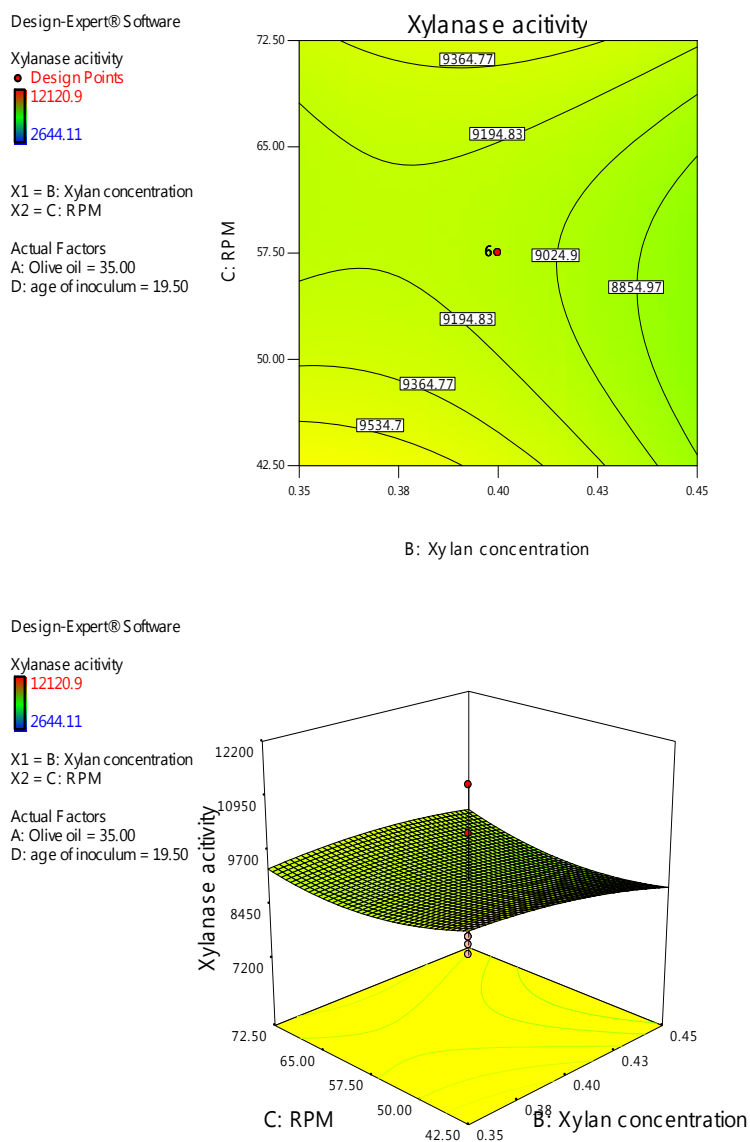 Design-Expert® Software
Xylanase acitivity
Design Points
12120.9
2644.11
X1 = B: Xylan concentration
X2 = C: RPM
Actual Factors
A: Olive oil = 35.00
D: age of inoculum = 19.50
Xylanase acitivity
72.50
65.00
57.50
50.00
42.50
C: RPM
9364.77
9194.83
6
9024.9
8854.97
9194.83
9364.77
9534.7
0.35
0.38
0.40
0.43
0.45
B: Xylan concentration
Design-Expert® Software
Xylanase acitivity
12120.9
2644.11
X1 = B: Xylan concentration
X2 = C: RPM
Actual Factors
A: Olive oil = 35.00
D: age of inoculum = 19.50
12200
10950
9700
8450
7200
Xylanase acitivity
72.50
65.00
57.50
50.00
42.50
C: RPM
0.35
0.38
0.40
0.43
0.45
B: Xylan concentration